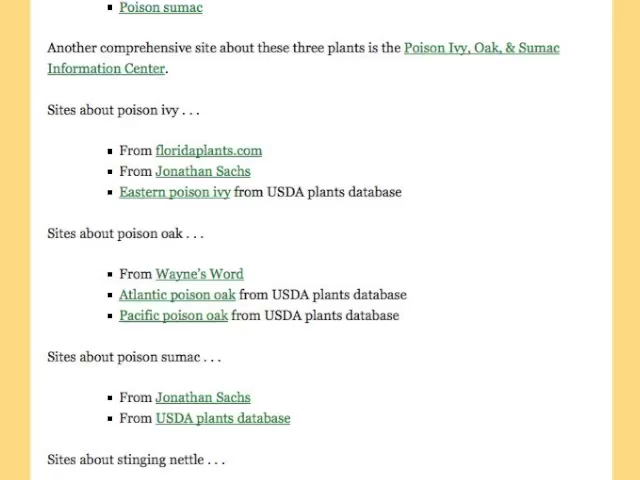 Poison sumac
Another comprehensive site about these three plants is the Poison Ivy, Oak, & Sumac
Information Center.
Sites about poison ivy . . .
From floridaplants.com
From Jonathan Sachs
Eastern poison ivy from USDA plants database
Sites about poison oak . . .
From Wayne's Word
Atlantic poison oak from USDA plants database
Pacific poison oak from USDA plants database
Sites about poison sumac . . .
From Jonathan Sachs
From USDA plants database
Sites about stinging nettle . . .